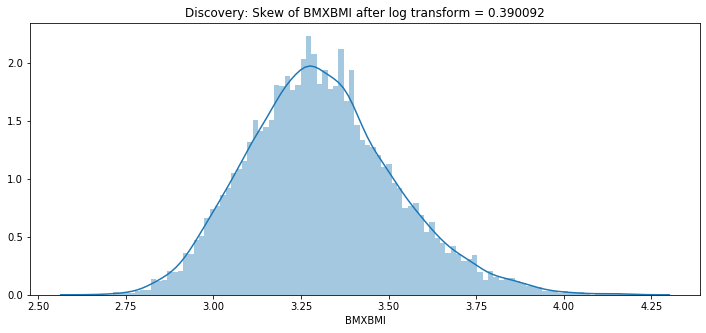 Discovery: Skew of BMXBMI after log transform = 0.390092
2.0
1.5
1.0
0.5
0.0
2.50 2.75 3.00 3.25 3.50 3.75 4.00 4.25
BMXBMI